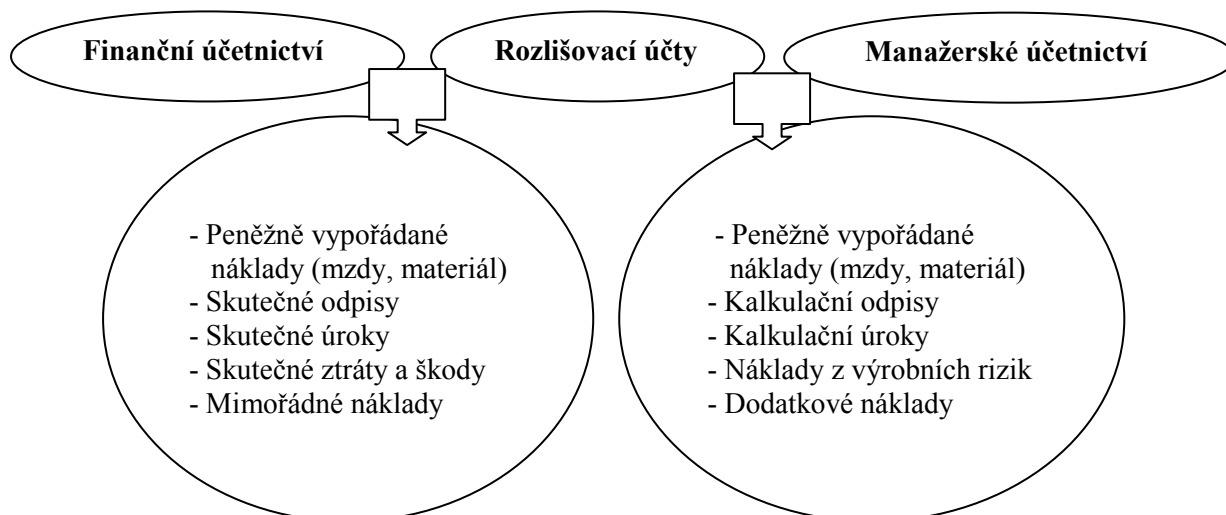 Finanční účetnictví
Rozlišovací účty
Manažerské účetnictví
- Peněžně vypořádané
náklady (mzdy, materiál)
- Skutečné odpisy
- Skutečné úroky
- Skutečné ztráty a škody
- Mimořádné náklady
- Peněžně vypořádané
náklady (mzdy, materiál)
- Kalkulační odpisy
- Kalkulační úroky
- Náklady z výrobních rizik
- Dodatkové náklady